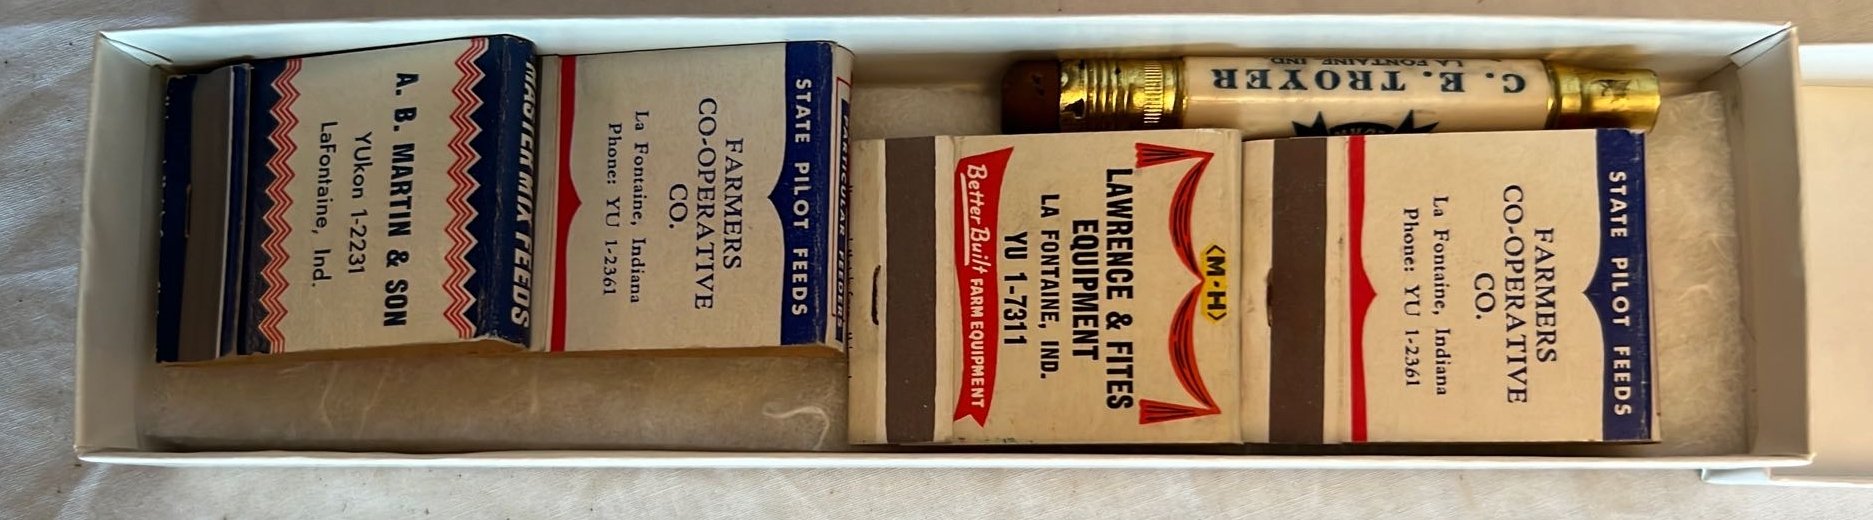 MASTER MIX FEEDS
A. B. MARTIN & SON
YUkon 1-2231
LaFontaine, Ind.
PARTICULAR FEEDERS
STATE PILOT FEEDS
FARMERS
CO-OPERATIVE
CO.
La Fontaine, Indiana
Phone: YU 1-2361
C. E. TROYER
LA FONTAINE IND
M-H
LAWRENCE & FITES
EQUIPMENT
LA FONTAINE, IND.
YU 1-7311
Better Built FARM EQUIPMENT
STATE PILOT FEEDS
FARMERS
CO-OPERATIVE
CO.
La Fontaine, Indiana
Phone: YU 1-2361